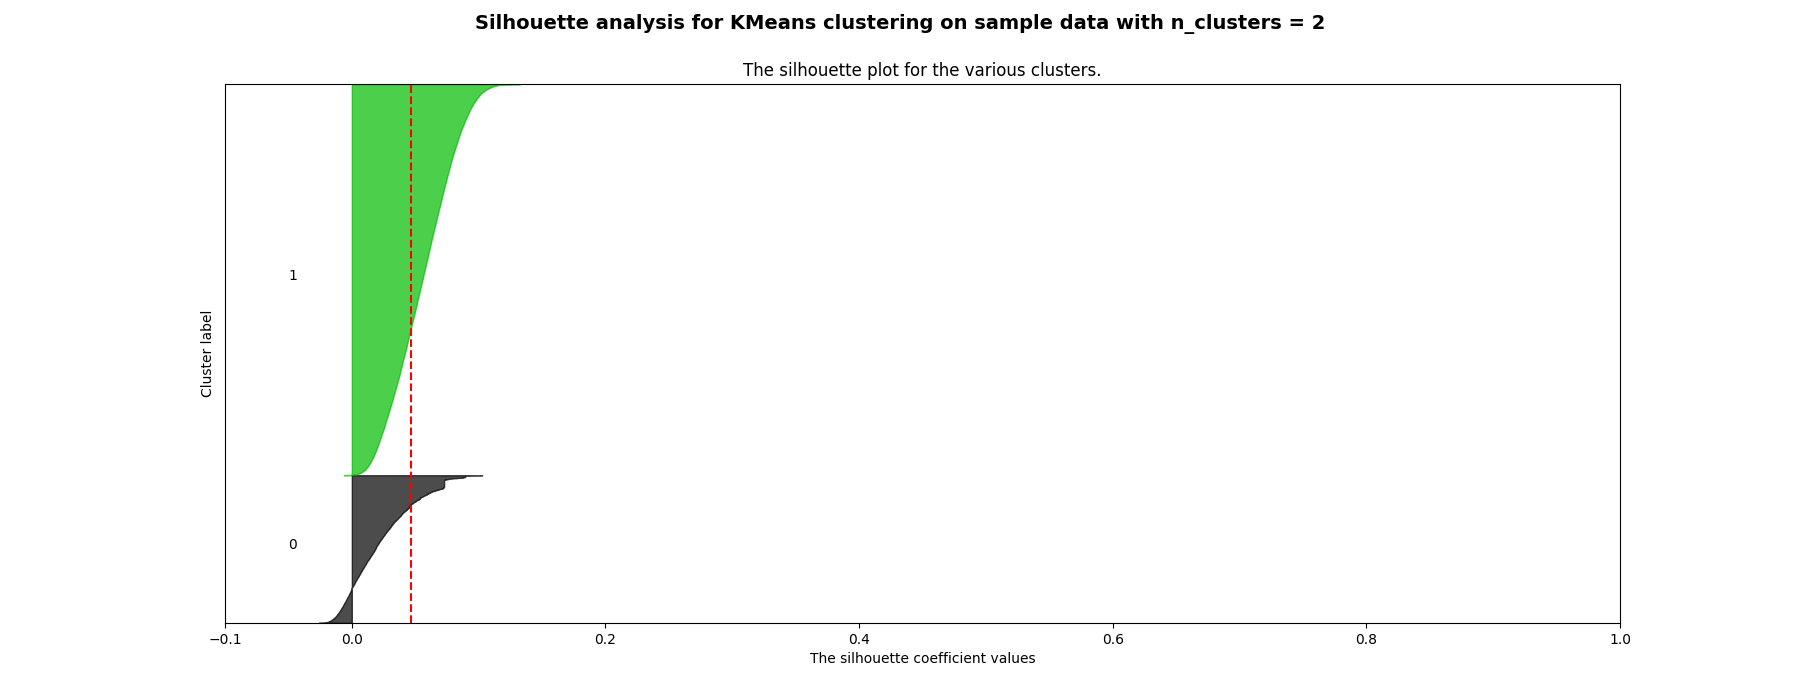 Silhouette analysis for KMeans clustering on sample data with n_clusters = 2
The silhouette plot for the various clusters.
Cluster label
1
0
−0.1 0.0 0.2 0.4 0.6 0.8 1.0
The silhouette coefficient values